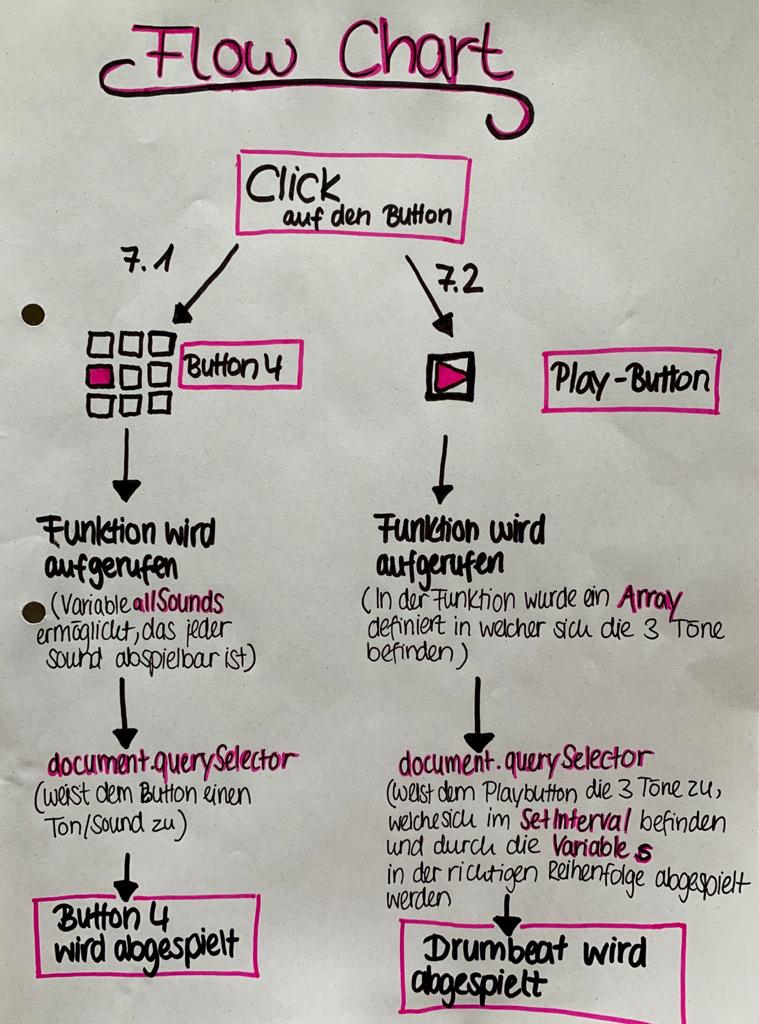 Flow Chart
Click
auf den Button
7.1
7.2
Button 4
Play-Button
Funktion wird
aufgerufen
(Variable allSounds
ermöglicht, das jeder
sound abspielbar ist)
document.querySelector
(weist dem Button einen
Ton/Sound zu)
Button 4
wird abgespielt
Funktion wird
aufgerufen
(In der Funktion wurde ein Array
definiert in welcher sich die 3 Töne
befinden)
document.querySelector
(weist dem Playbutton die 3 Töne zu,
welche sich im SetInterval befinden
und durch die Variable s
in der richtigen Reihenfolge abgespielt
werden
Drumbeat wird
abgespielt